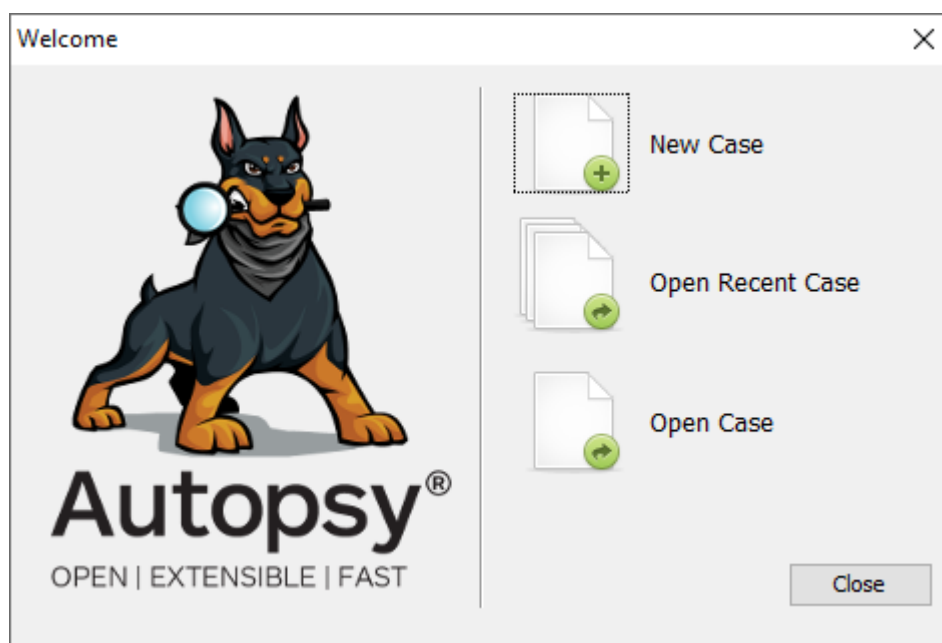 Welcome
New Case
Open Recent Case
Open Case
Autopsy®
OPEN | EXTENSIBLE | FAST
Close